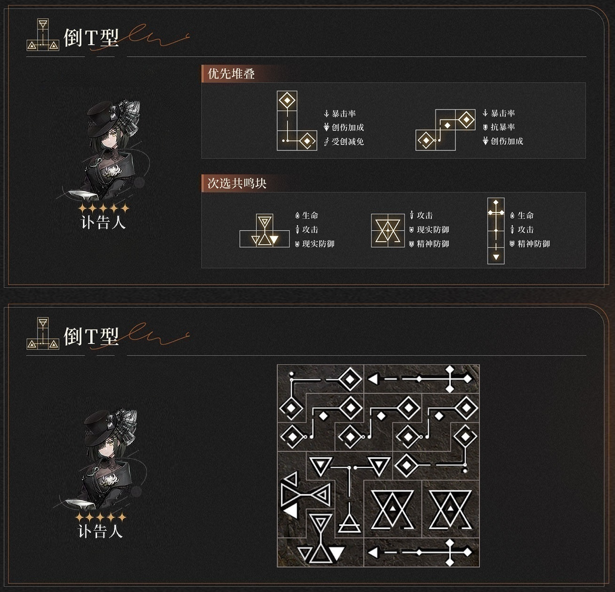 倒T型
优先堆叠
暴击率
创伤加成
受创减免
暴击率
抗暴率
创伤加成
讣告人
次选共鸣块
生命
攻击
现实防御
攻击
现实防御
精神防御
生命
攻击
精神防御
倒T型
讣告人